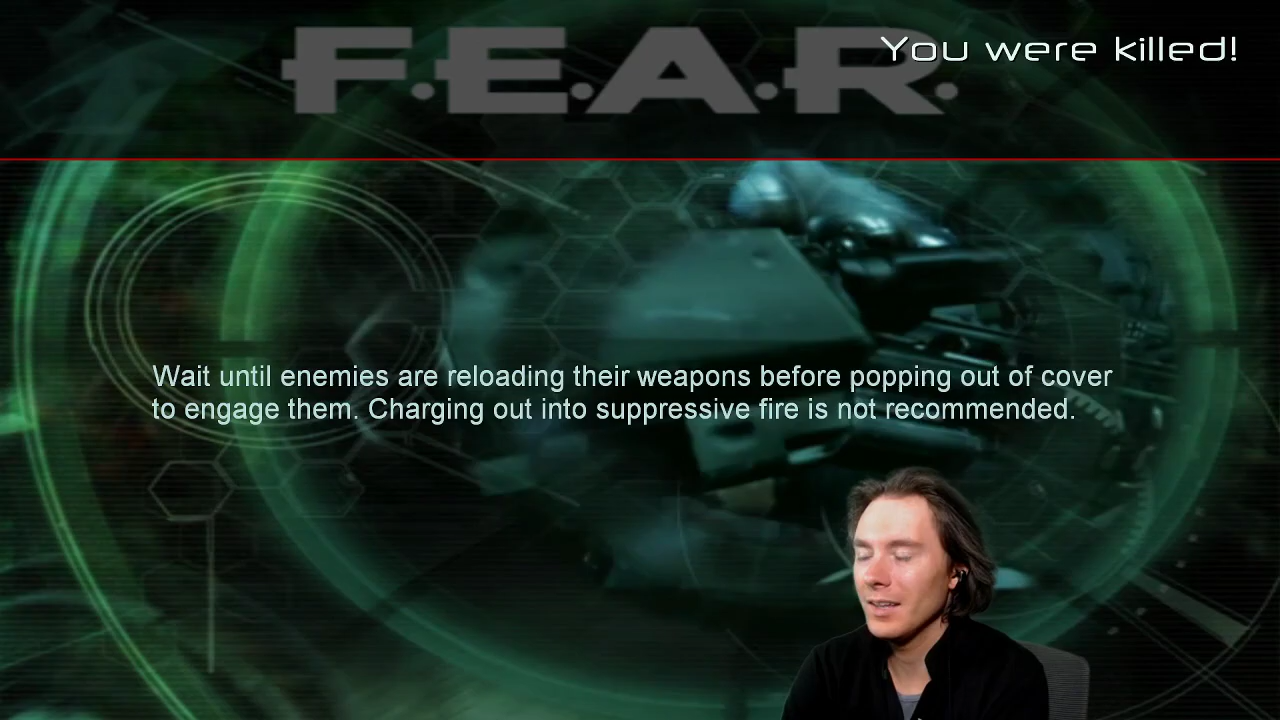 F.E.A.R.
You were killed!
Wait until enemies are reloading their weapons before popping out of cover
to engage them. Charging out into suppressive fire is not recommended.